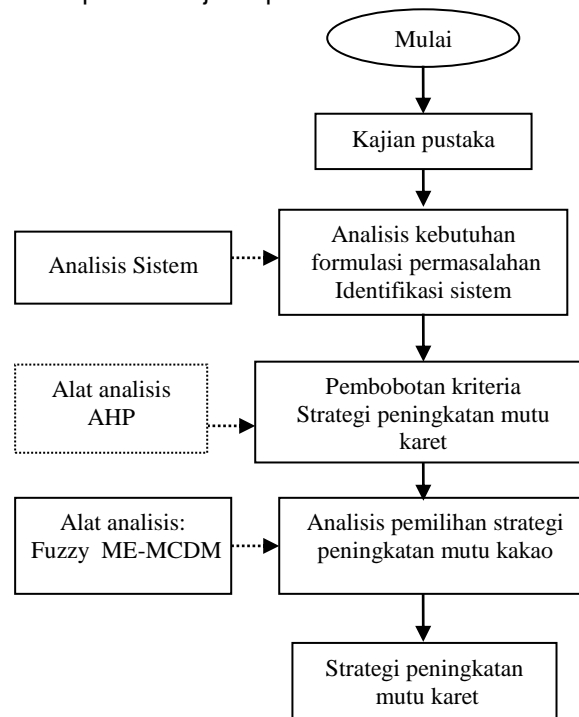 Mulai
Kajian pustaka
Analisis Sistem
Analisis kebutuhan
formulasi permasalahan
Identifikasi sistem
Alat analisis
AHP
Pembobotan kriteria
Strategi peningkatan mutu
karet
Alat analisis:
Fuzzy ME-MCDM
Analisis pemilihan strategi
peningkatan mutu kakao
Strategi peningkatan
mutu karet